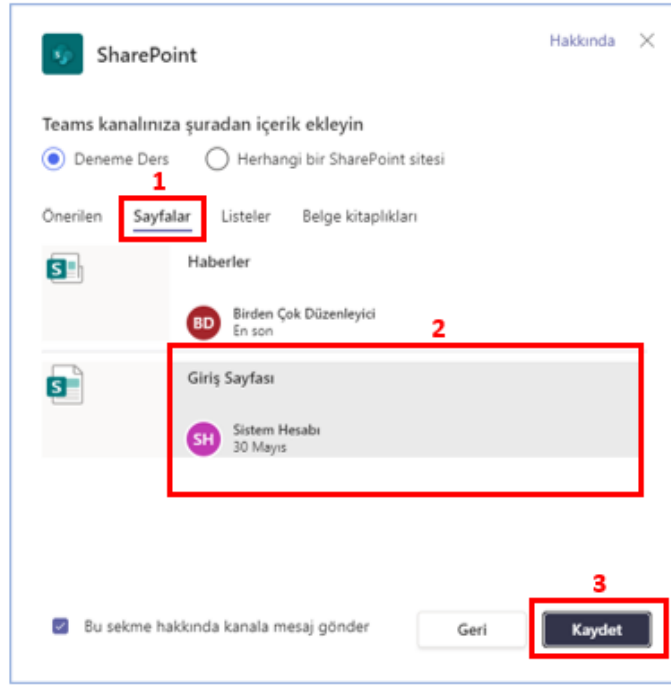 SharePoint
Hakkında
Teams kanalınıza şuradan içerik ekleyin
Deneme Ders Herhangi bir SharePoint sitesi
1
Önerilen Sayfalar Listeler Belge kitaplıkları
S
Haberler
BD
Birden Çok Düzenleyici
En son
2
S
Giriş Sayfası
SH
Sistem Hesabı
30 Mayıs
3
Bu sekme hakkında kanala mesaj gönder Geri Kaydet